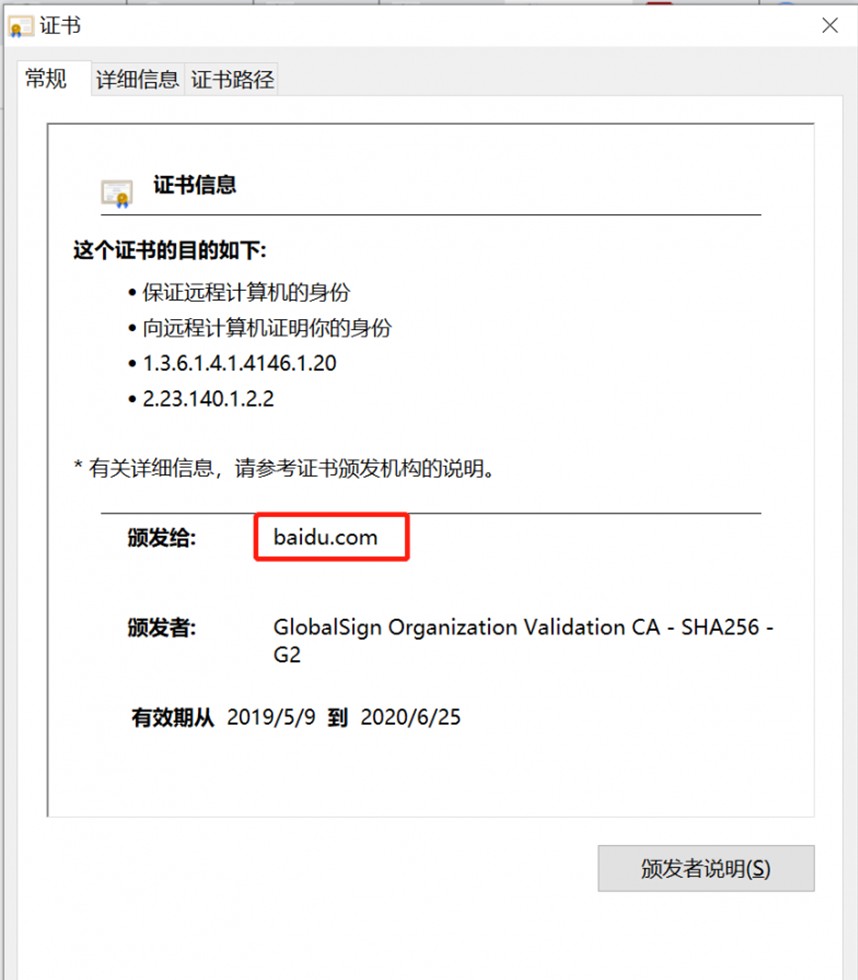 证书
常规 详细信息 证书路径
证书信息
这个证书的目的如下:
• 保证远程计算机的身份
• 向远程计算机证明你的身份
• 1.3.6.1.4.1.4146.1.20
• 2.23.140.1.2.2
* 有关详细信息，请参考证书颁发机构的说明。
颁发给: baidu.com
颁发者: GlobalSign Organization Validation CA - SHA256 -
G2
有效期从 2019/5/9 到 2020/6/25
颁发者说明(S)